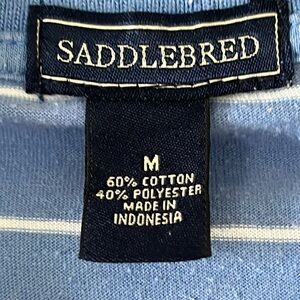 SADDLEBRED
M
60% COTTON
40% POLYESTER
MADE IN
INDONESIA